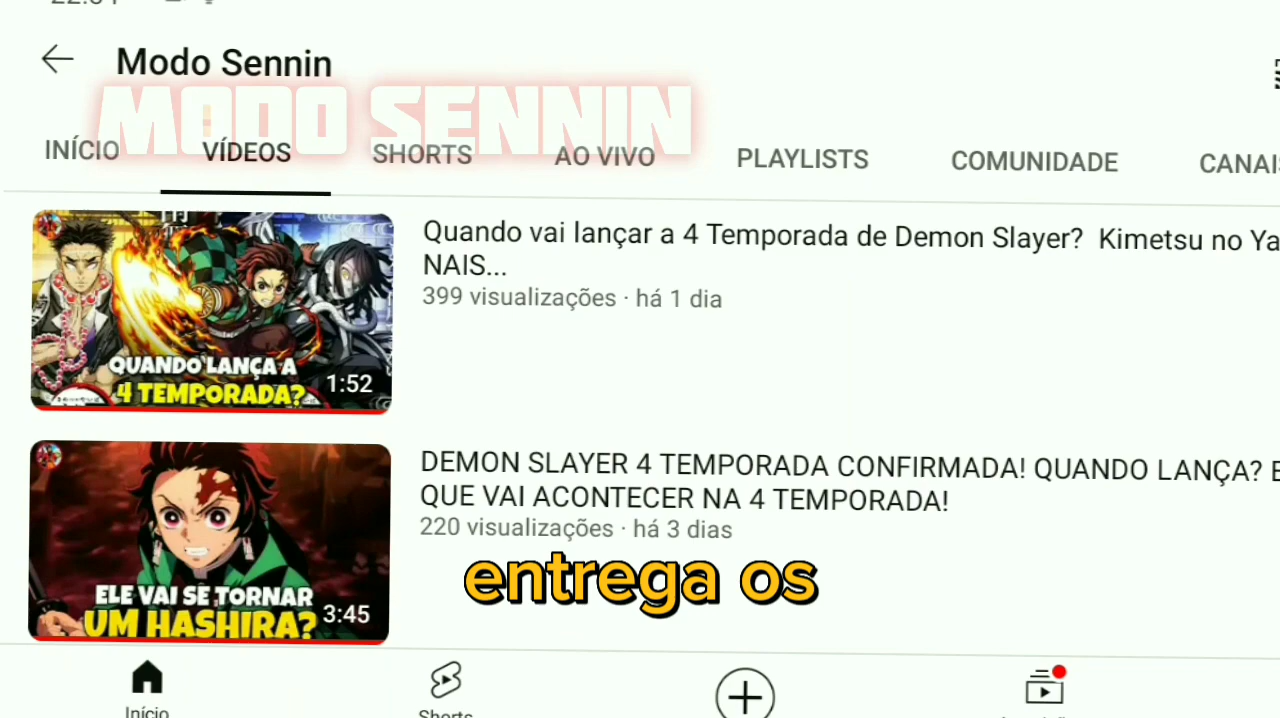 Modo Sennin
MODO SENNIN
INÍCIO VÍDEOS SHORTS AO VIVO PLAYLISTS COMUNIDADE CANAIS
Quando vai lançar a 4 Temporada de Demon Slayer? Kimetsu no Ya
NAIS...
399 visualizações · há 1 dia
QUANDO LANÇA A
4 TEMPORADA?
1:52
DEMON SLAYER 4 TEMPORADA CONFIRMADA! QUANDO LANÇA? E
QUE VAI ACONTECER NA 4 TEMPORADA!
220 visualizações · há 3 dias
ELE VAI SE TORNAR
UM HASHIRA?
3:45
entrega os
Início
Shorts